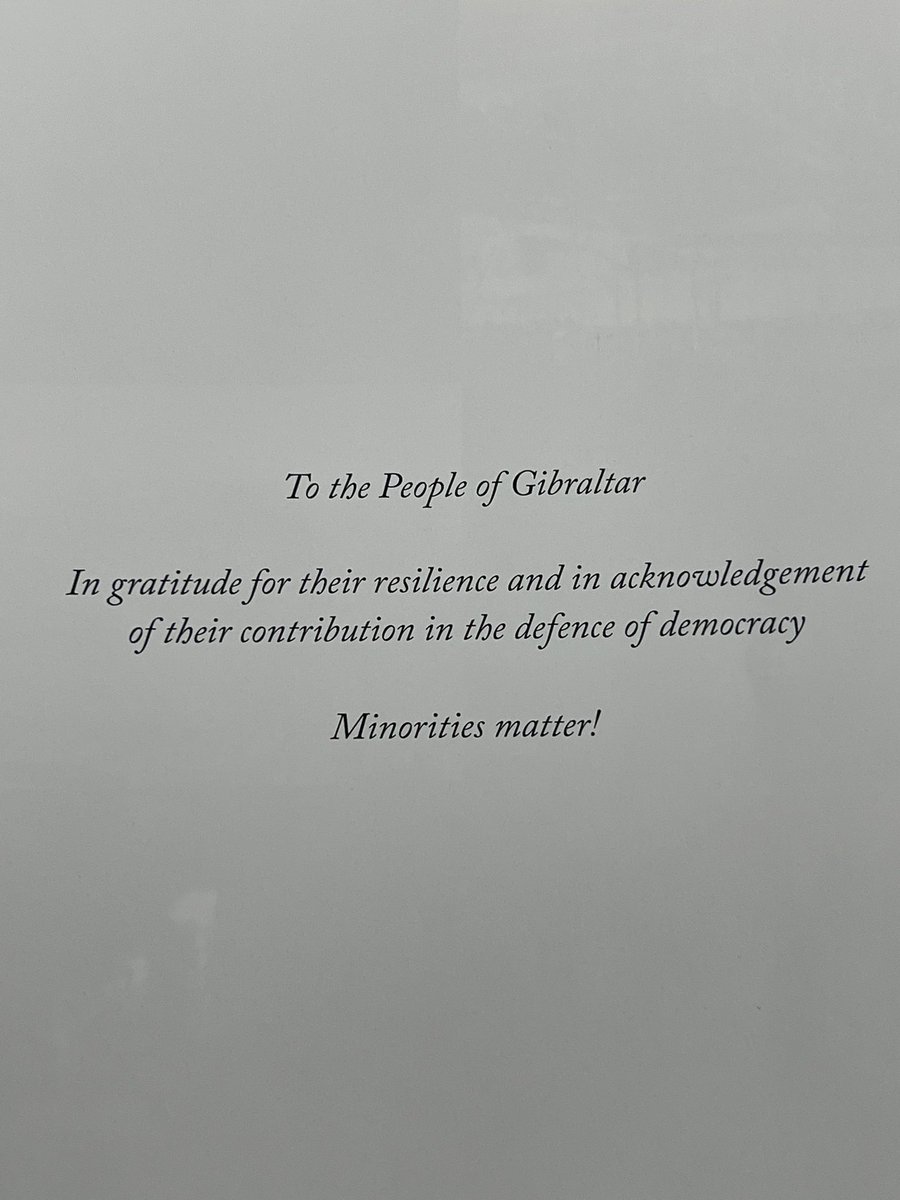 To the People of Gibraltar
In gratitude for their resilience and in acknowledgement
of their contribution in the defence of democracy
Minorities matter!